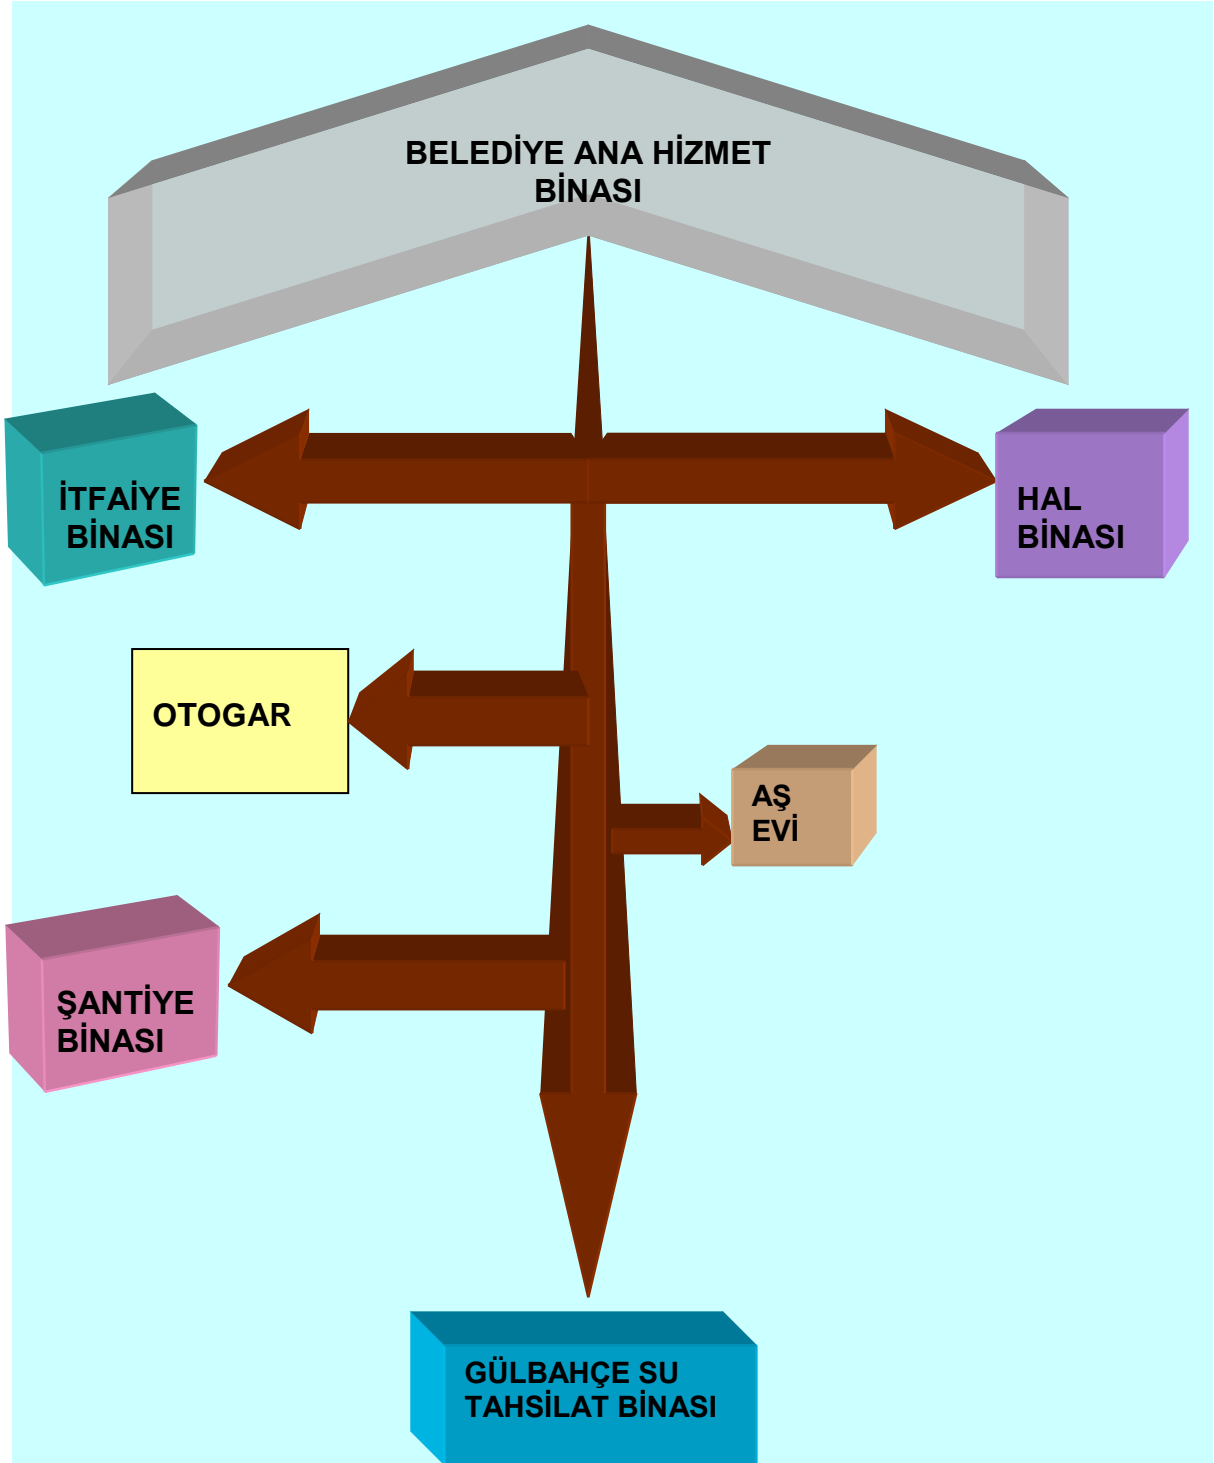 BELEDİYE ANA HİZMET
BİNASI
İTFAİYE
BİNASI
HAL
BİNASI
OTOGAR
AŞ
EVİ
ŞANTİYE
BİNASI
GÜLBAHÇE SU
TAHSİLAT BİNASI